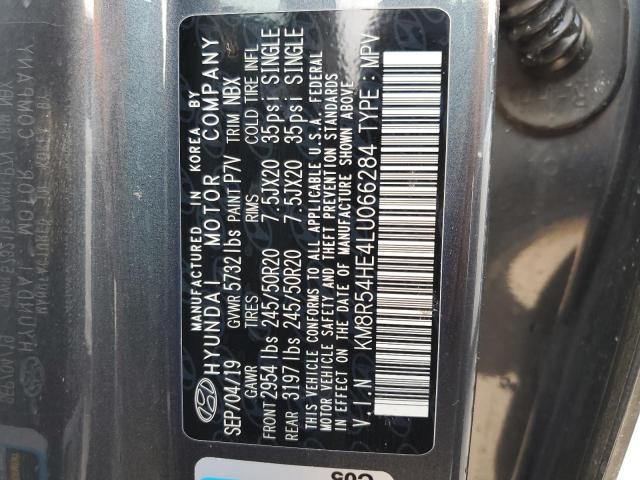 MANUFACTURED IN KOREA BY
HYUNDAI MOTOR COMPANY
SEP/04/19 GVWR 5732lbs PAINT P7V TRIM NBX
GAWR TIRES RIMS COLD TIRE INFL
FRONT 2954 lbs 245/50R20 7.5JX20 35psi SINGLE
REAR 3197 lbs 245/50R20 7.5JX20 35psi SINGLE
THIS VEHICLE CONFORMS TO ALL APPLICABLE U.S.A. FEDERAL
MOTOR VEHICLE SAFETY AND THEFT PREVENTION STANDARDS
IN EFFECT ON THE DATE OF MANUFACTURE SHOWN ABOVE
V.I.N KM8R54HE4LU066284 TYPE : MPV
C05